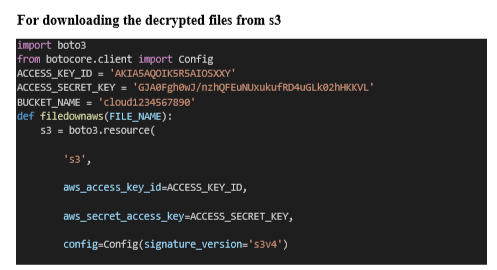 For downloading the decrypted files from s3
import boto3
from botocore.client import Config
ACCESS_KEY_ID = 'AKIA5AQOIK5R5AIOSXXY'
ACCESS_SECRET_KEY = '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'
BUCKET_NAME = 'cloud1234567890'
def filedownaws(FILE_NAME):
s3 = boto3.resource(
's3',
aws_access_key_id=ACCESS_KEY_ID,
aws_secret_access_key=ACCESS_SECRET_KEY,
config=Config(signature_version='s3v4')